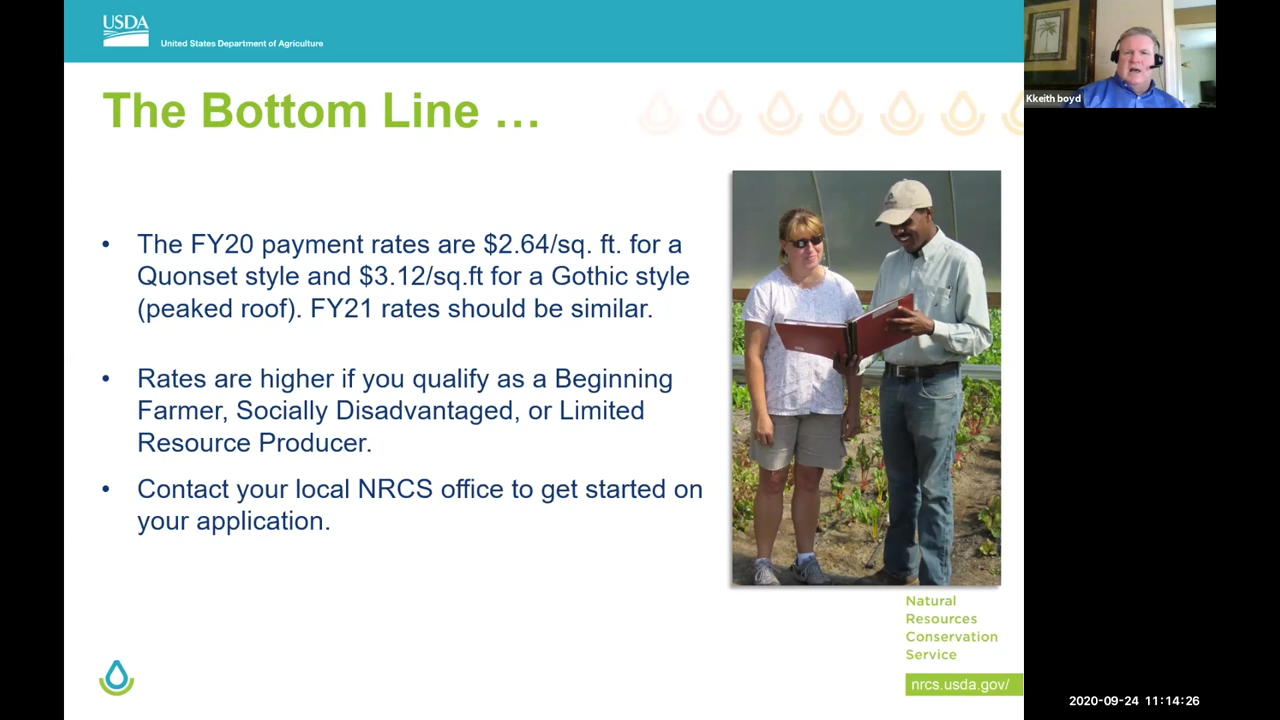 USDA
United States Department of Agriculture
Kkeith boyd
The Bottom Line …
• The FY20 payment rates are $2.64/sq. ft. for a
Quonset style and $3.12/sq.ft for a Gothic style
(peaked roof). FY21 rates should be similar.
• Rates are higher if you qualify as a Beginning
Farmer, Socially Disadvantaged, or Limited
Resource Producer.
• Contact your local NRCS office to get started on
your application.
Natural
Resources
Conservation
Service
nrcs.usda.gov/
2020-09-24 11:14:26